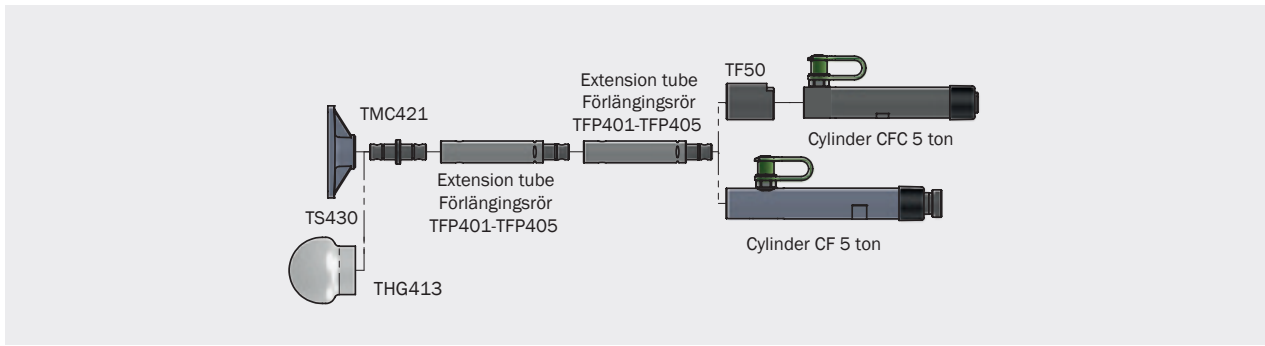 TMC421
TS430
THG413
Extension tube
Förlängingsrör
TFP401-TFP405
Extension tube
Förlängingsrör
TFP401-TFP405
TF50
Cylinder CFC 5 ton
Cylinder CF 5 ton